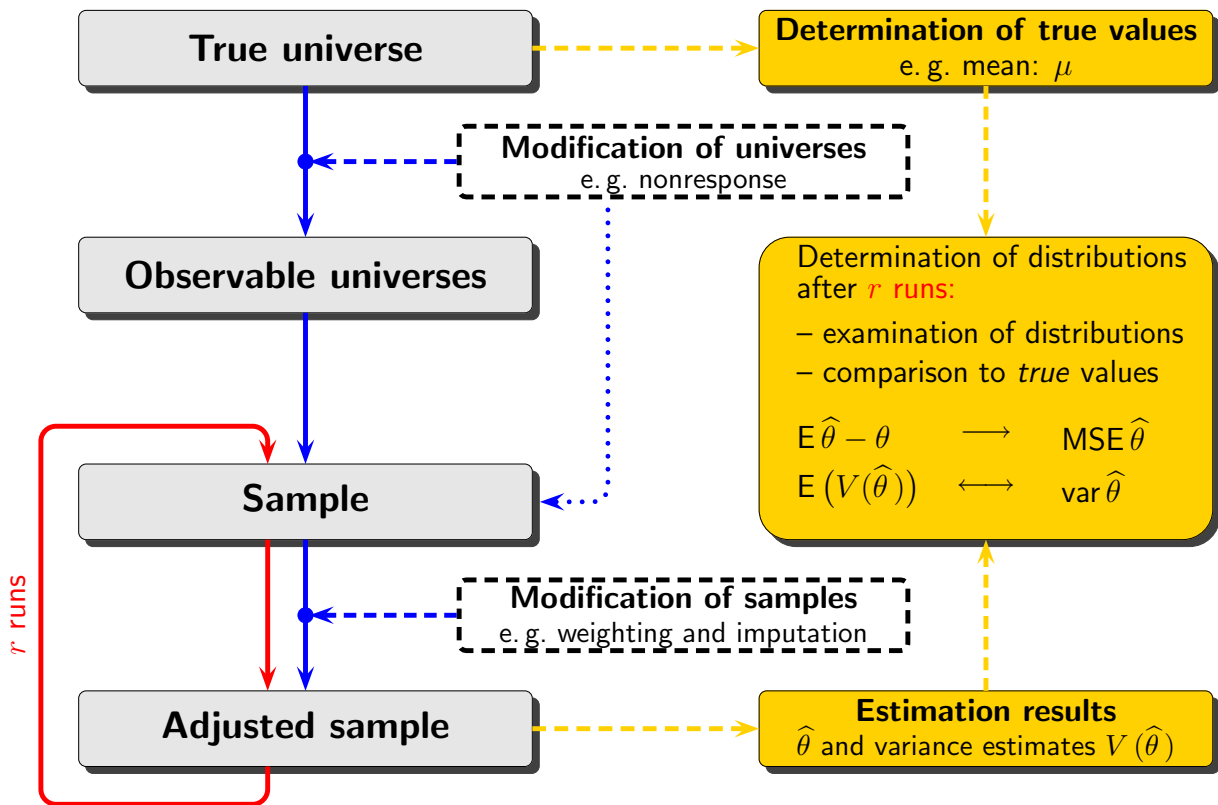 True universe
Determination of true values
e. g. mean: μ
Modification of universes
e. g. nonresponse
Observable universes
Determination of distributions
after r runs:
– examination of distributions
– comparison to true values
E θ̂ − θ ⟶ MSE θ̂
E (V(θ̂)) ⟷ var θ̂
Sample
r runs
Modification of samples
e. g. weighting and imputation
Adjusted sample
Estimation results
θ̂ and variance estimates V (θ̂)